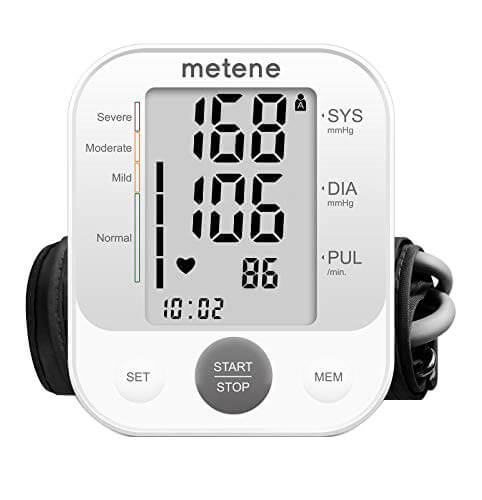 metene
Severe
Moderate
Mild
Normal
168
A
SYS
mmHg
106
DIA
mmHg
86
PUL
/min.
10:02
SET
START
STOP
MEM